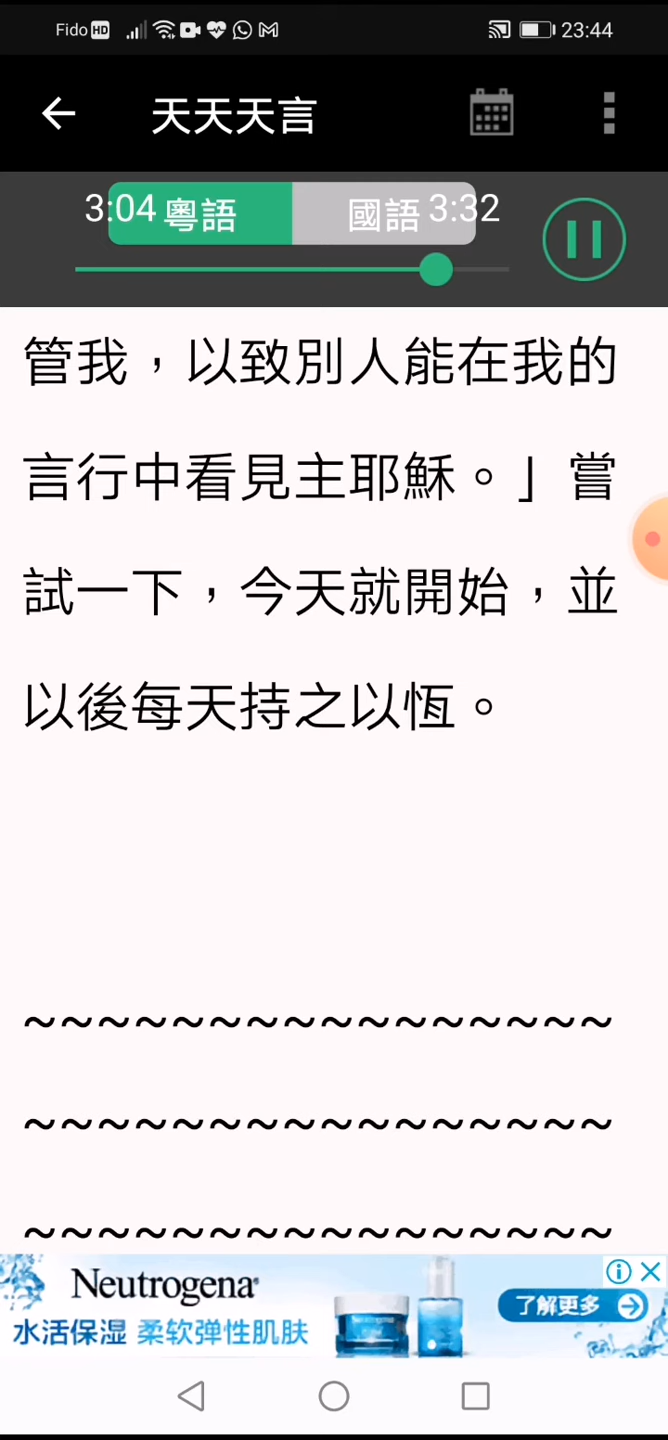 Fido HD 23:44
天天天言
3:04 粵語 國語 3:32
管我，以致別人能在我的
言行中看見主耶穌。」嘗
試一下，今天就開始，並
以後每天持之以恆。
~~~~~~~~~~~~~~~~
~~~~~~~~~~~~~~~~
~~~~~~~~~~~~~~~~
Neutrogena®
水活保湿 柔软弹性肌肤
了解更多